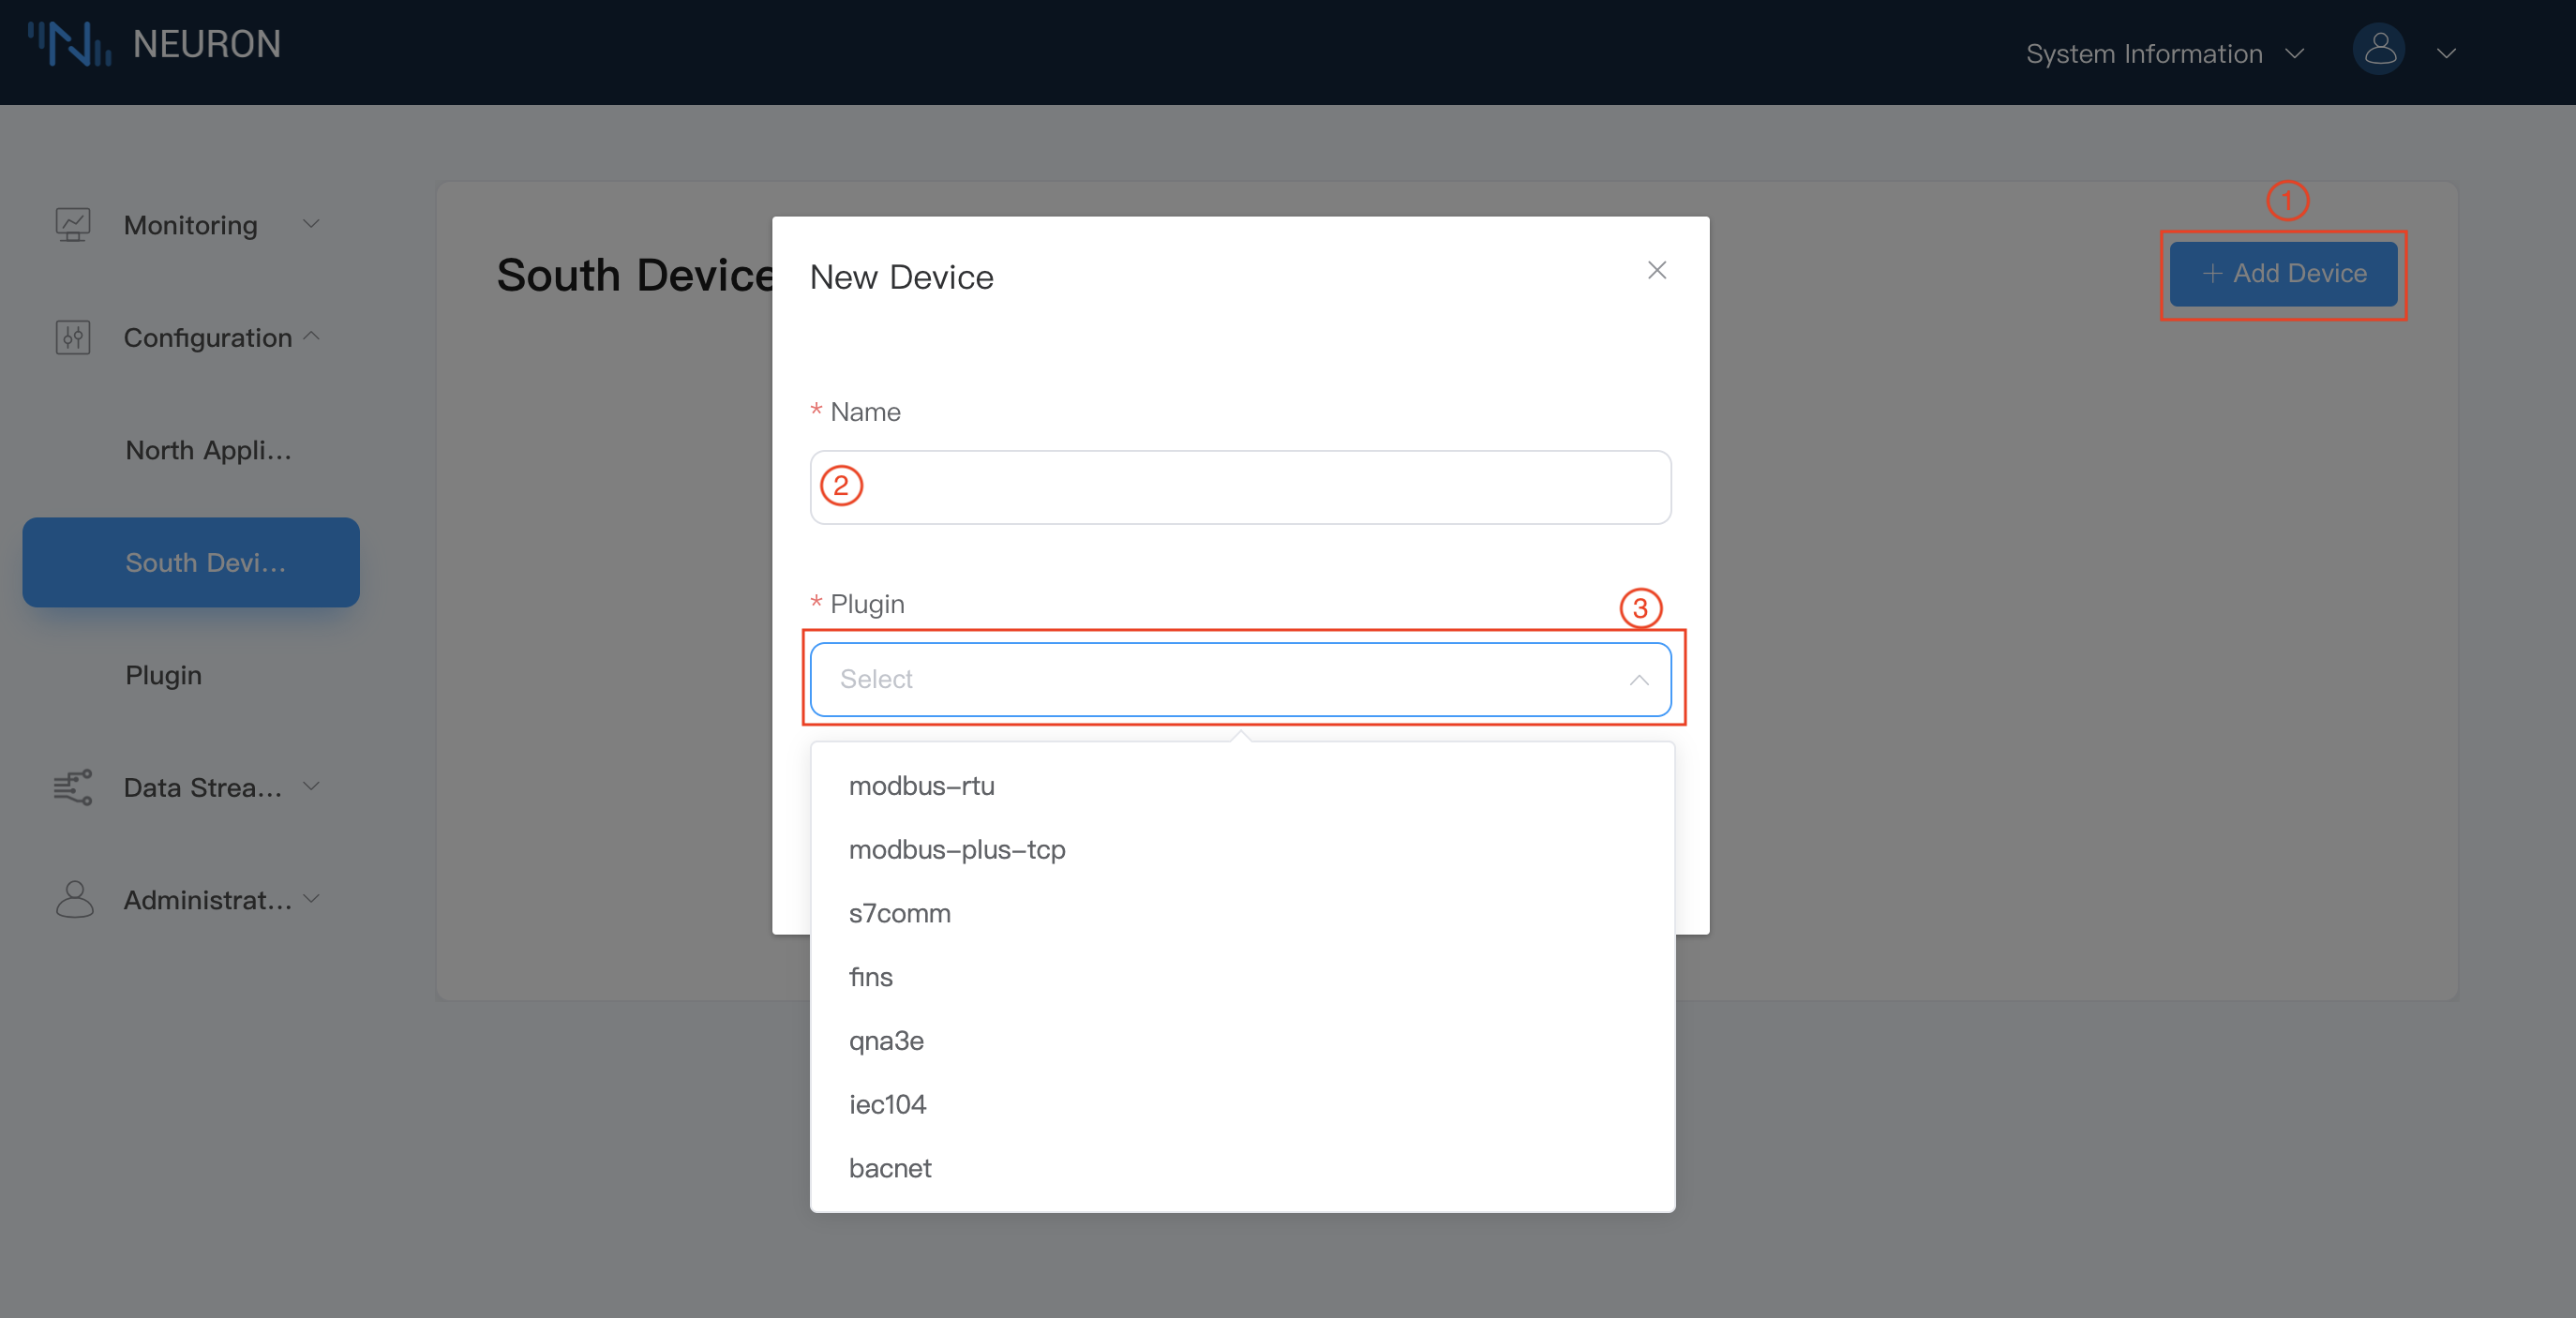 NEURON
System Information
Monitoring
Configuration
North Appli...
South Devi...
Plugin
Data Strea...
Administrat...
South Device
1
+ Add Device
New Device
* Name
2
* Plugin
3
Select
modbus-rtu
modbus-plus-tcp
s7comm
fins
qna3e
iec104
bacnet